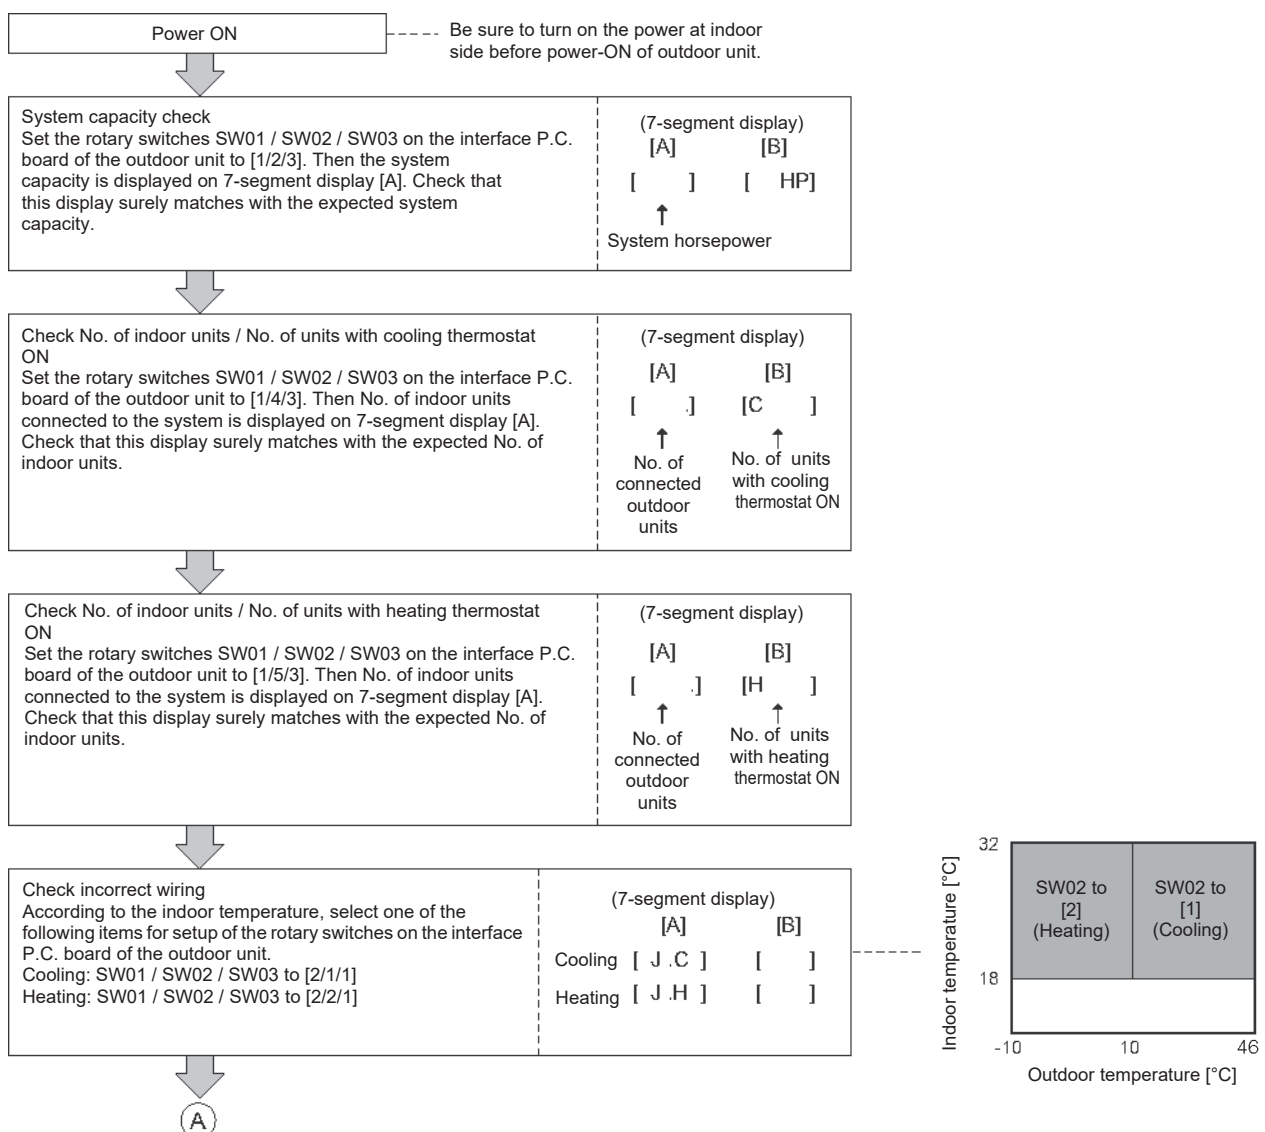 Power ON
Be sure to turn on the power at indoor
side before power-ON of outdoor unit.
System capacity check
Set the rotary switches SW01 / SW02 / SW03 on the interface P.C.
board of the outdoor unit to [1/2/3]. Then the system
capacity is displayed on 7-segment display [A]. Check that
this display surely matches with the expected system
capacity.
(7-segment display)
[A] [B]
[ ] [ HP]
System horsepower
Check No. of indoor units / No. of units with cooling thermostat
ON
Set the rotary switches SW01 / SW02 / SW03 on the interface P.C.
board of the outdoor unit to [1/4/3]. Then No. of indoor units
connected to the system is displayed on 7-segment display [A].
Check that this display surely matches with the expected No. of
indoor units.
(7-segment display)
[A] [B]
[ .] [C ]
No. of
connected
outdoor
units
No. of units
with cooling
thermostat ON
Check No. of indoor units / No. of units with heating thermostat
ON
Set the rotary switches SW01 / SW02 / SW03 on the interface P.C.
board of the outdoor unit to [1/5/3]. Then No. of indoor units
connected to the system is displayed on 7-segment display [A].
Check that this display surely matches with the expected No. of
indoor units.
(7-segment display)
[A] [B]
[ .] [H ]
No. of
connected
outdoor
units
No. of units
with heating
thermostat ON
Check incorrect wiring
According to the indoor temperature, select one of the
following items for setup of the rotary switches on the interface
P.C. board of the outdoor unit.
Cooling: SW01 / SW02 / SW03 to [2/1/1]
Heating: SW01 / SW02 / SW03 to [2/2/1]
(7-segment display)
[A] [B]
Cooling [ J .C ] [ ]
Heating [ J .H ] [ ]
Indoor temperature [°C]
32
18
SW02 to
[2]
(Heating)
SW02 to
[1]
(Cooling)
-10 10 46
Outdoor temperature [°C]
A